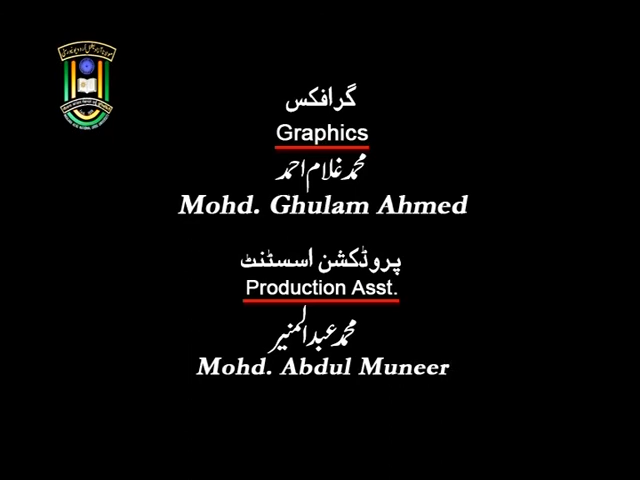 گرافکس
Graphics
محمد غلام احمد
Mohd. Ghulam Ahmed
پروڈکشن اسسٹنٹ
Production Asst.
محمد عبدالمنیر
Mohd. Abdul Muneer